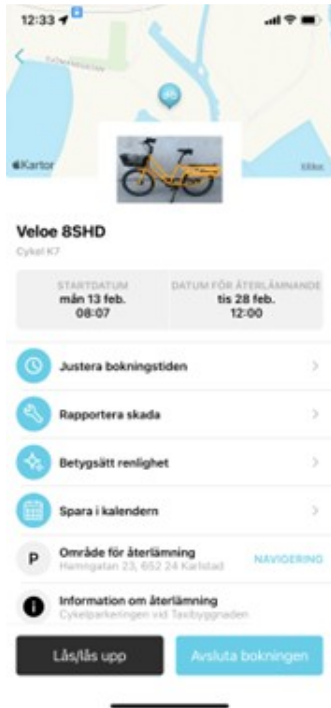 12:33
SJÖMANSGATAN
Kartor
Villkor
Veloe 8SHD
Cykel K7
STARTDATUM
mån 13 feb.
08:07
DATUM FÖR ÅTERLÄMNANDE
tis 28 feb.
12:00
Justera bokningstiden
Rapportera skada
Betygsätt renlighet
Spara i kalendern
P
Område för återlämning
Hamngatan 23, 652 24 Karlstad
NAVIGERING
Information om återlämning
Cykelparkeringen vid Taxibyggnaden
Lås/lås upp
Avsluta bokningen